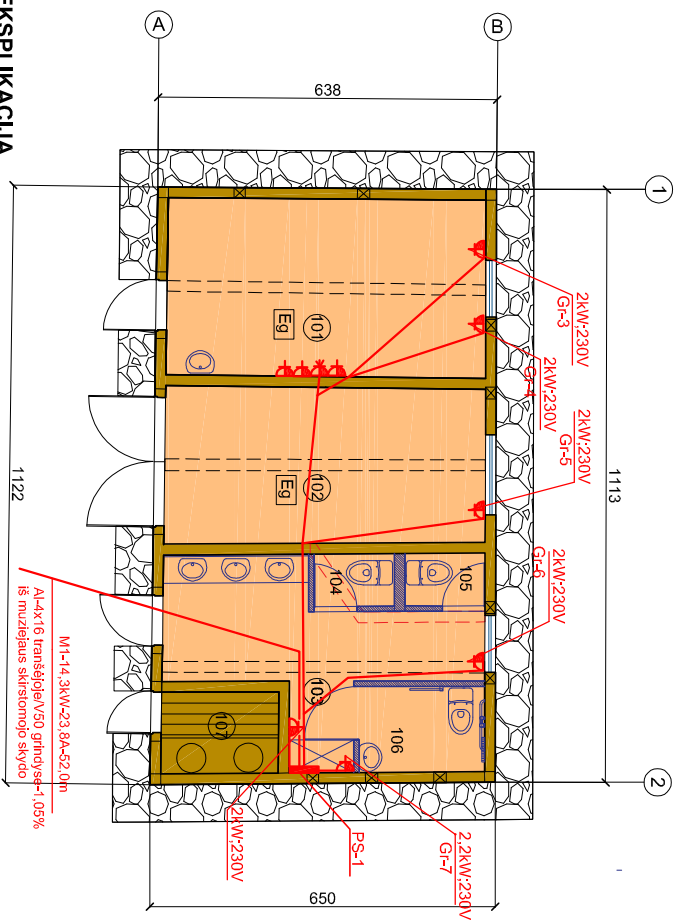 EKSPLIKACIJA
A
B
638
1
2kW;230V
Gr-3
2kW;230V
Gr-4
2kW;230V
Gr-5
2kW;230V
Gr-6
101
Eg
102
Eg
1113
1122
104
105
103
106
107
M1-14,3kW-23,8A-52,0m
Al-4x16 tranšėjoje/V50 grindyse-1,05%
iš muziejaus skirstomojo skydo
2
2kW;230V
PS-1
2,2kW;230V
Gr-7
650